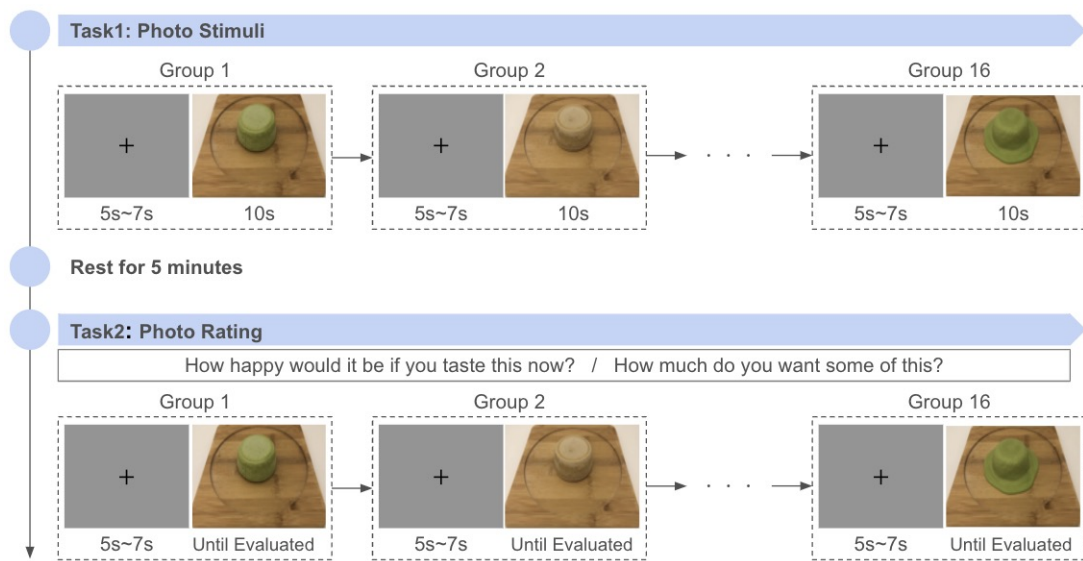 Task1: Photo Stimuli
Group 1 Group 2 Group 16
+ + +
5s~7s 10s 5s~7s 10s . . . 5s~7s 10s
Rest for 5 minutes
Task2: Photo Rating
How happy would it be if you taste this now? / How much do you want some of this?
Group 1 Group 2 Group 16
+ + +
5s~7s Until Evaluated 5s~7s Until Evaluated . . . 5s~7s Until Evaluated